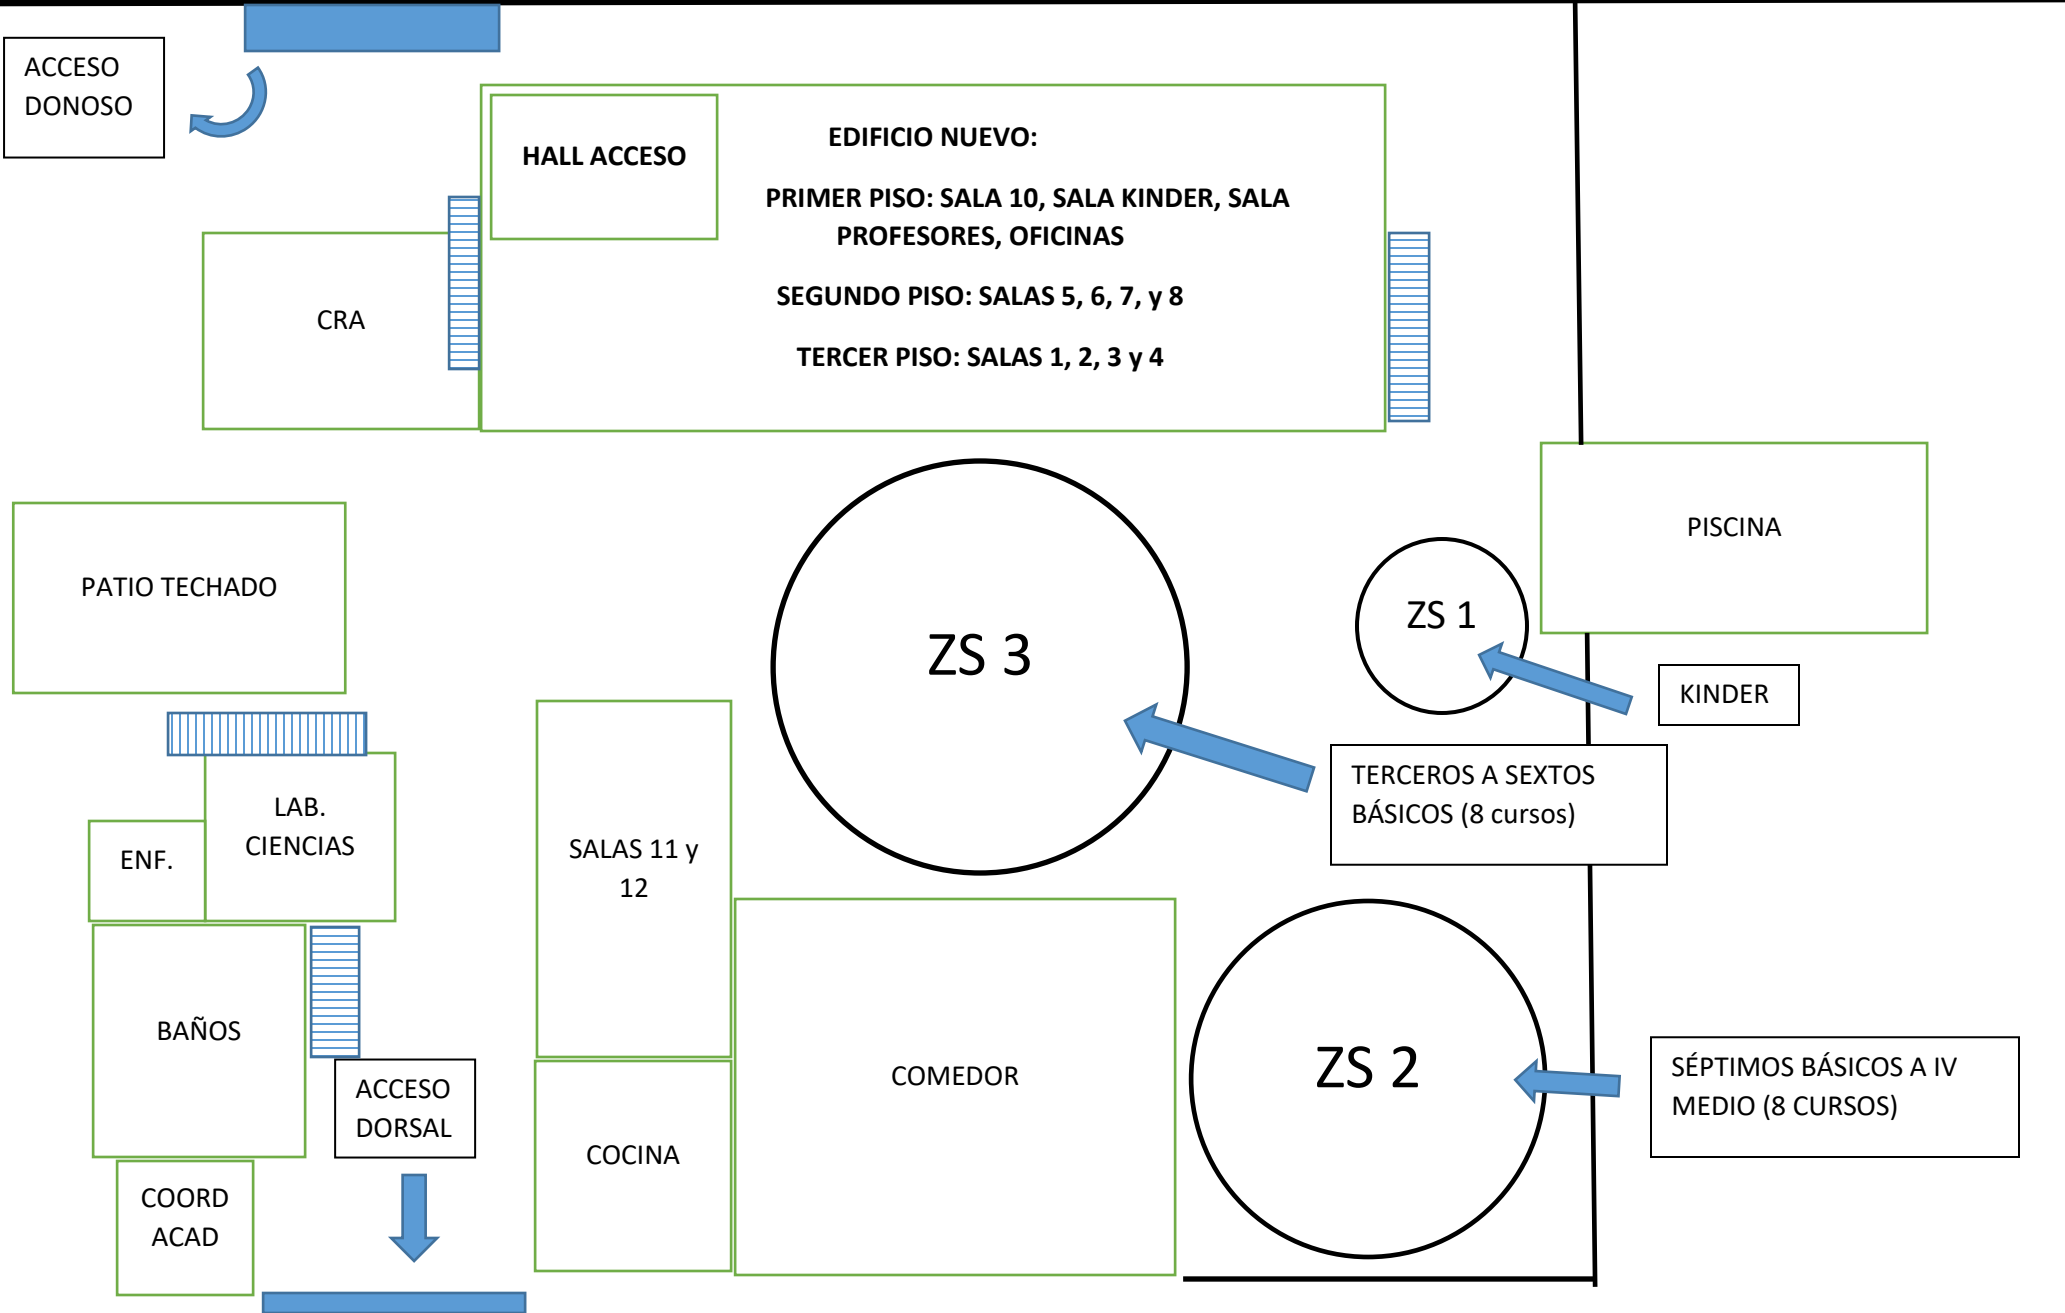 ACCESO
DONOSO
HALL ACCESO
EDIFICIO NUEVO:
PRIMER PISO: SALA 10, SALA KINDER, SALA
PROFESORES, OFICINAS
SEGUNDO PISO: SALAS 5, 6, 7, y 8
TERCER PISO: SALAS 1, 2, 3 y 4
CRA
PISCINA
PATIO TECHADO
ZS 3
ZS 1
KINDER
TERCEROS A SEXTOS
BÁSICOS (8 cursos)
LAB.
CIENCIAS
ENF.
SALAS 11 y
12
BAÑOS
ACCESO
DORSAL
COMEDOR
ZS 2
SÉPTIMOS BÁSICOS A IV
MEDIO (8 CURSOS)
COCINA
COORD
ACAD